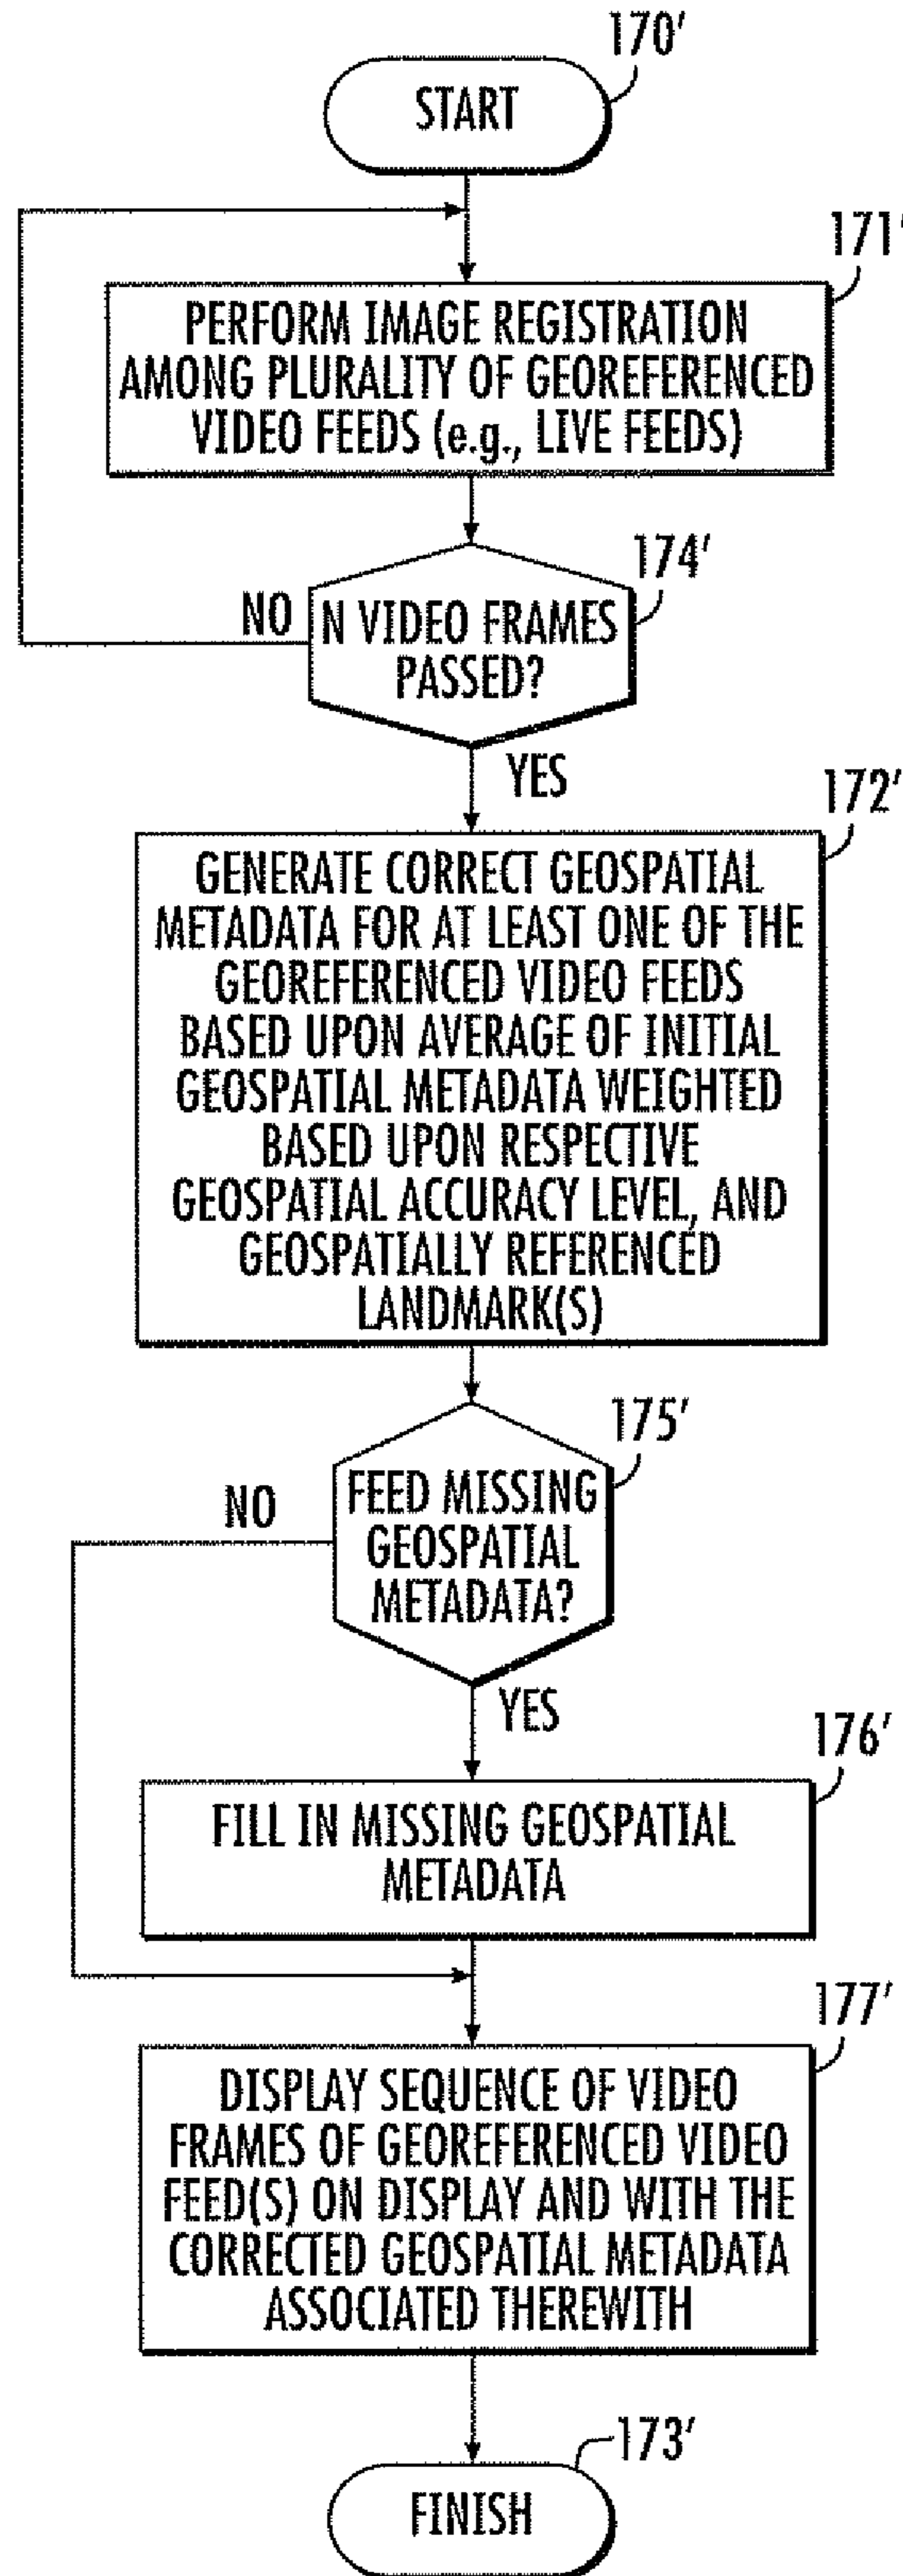 170'
START
171'
PERFORM IMAGE REGISTRATION
AMONG PLURALITY OF GEOREFERENCED
VIDEO FEEDS (e.g., LIVE FEEDS)
174'
NO
N VIDEO FRAMES
PASSED?
YES
172'
GENERATE CORRECT GEOSPATIAL
METADATA FOR AT LEAST ONE OF THE
GEOREFERENCED VIDEO FEEDS
BASED UPON AVERAGE OF INITIAL
GEOSPATIAL METADATA WEIGHTED
BASED UPON RESPECTIVE
GEOSPATIAL ACCURACY LEVEL, AND
GEOSPATIALLY REFERENCED
LANDMARK(S)
175'
NO
FEED MISSING
GEOSPATIAL
METADATA?
YES
176'
FILL IN MISSING GEOSPATIAL
METADATA
177'
DISPLAY SEQUENCE OF VIDEO
FRAMES OF GEOREFERENCED VIDEO
FEED(S) ON DISPLAY AND WITH THE
CORRECTED GEOSPATIAL METADATA
ASSOCIATED THEREWITH
173'
FINISH